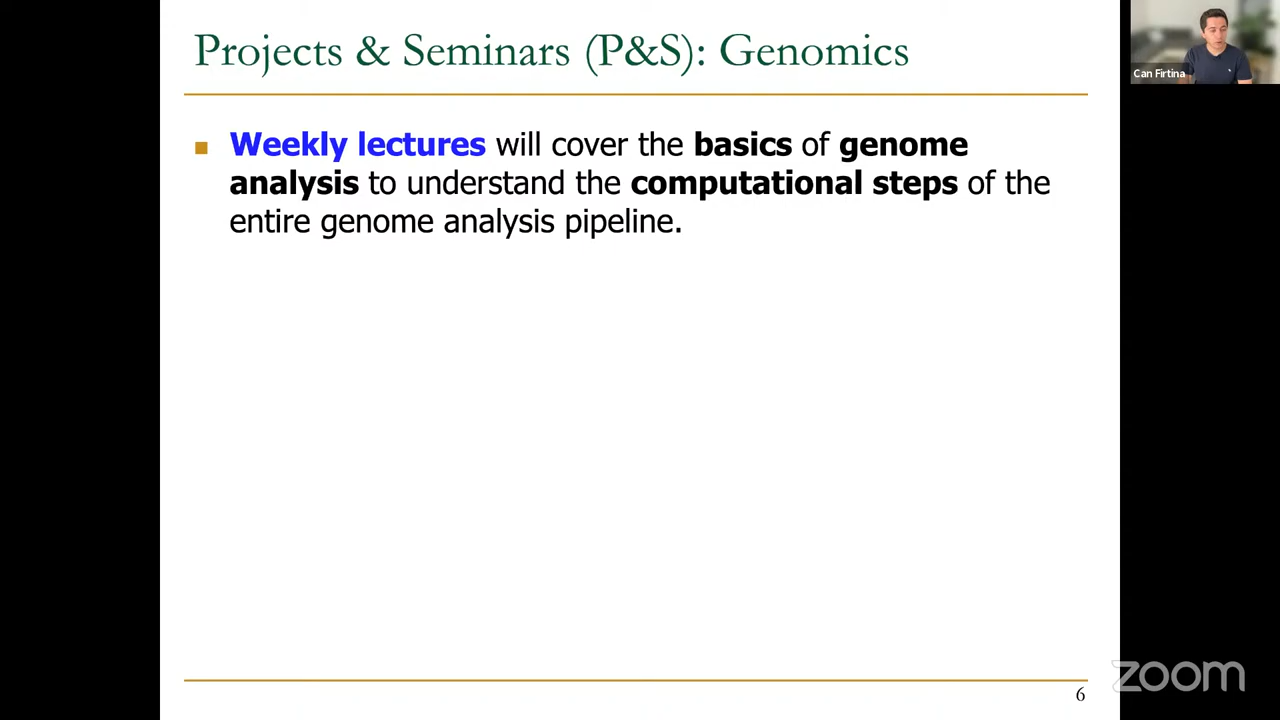 Projects & Seminars (P&S): Genomics
Can Firtina
Weekly lectures will cover the basics of genome
analysis to understand the computational steps of the
entire genome analysis pipeline.
6
zoom